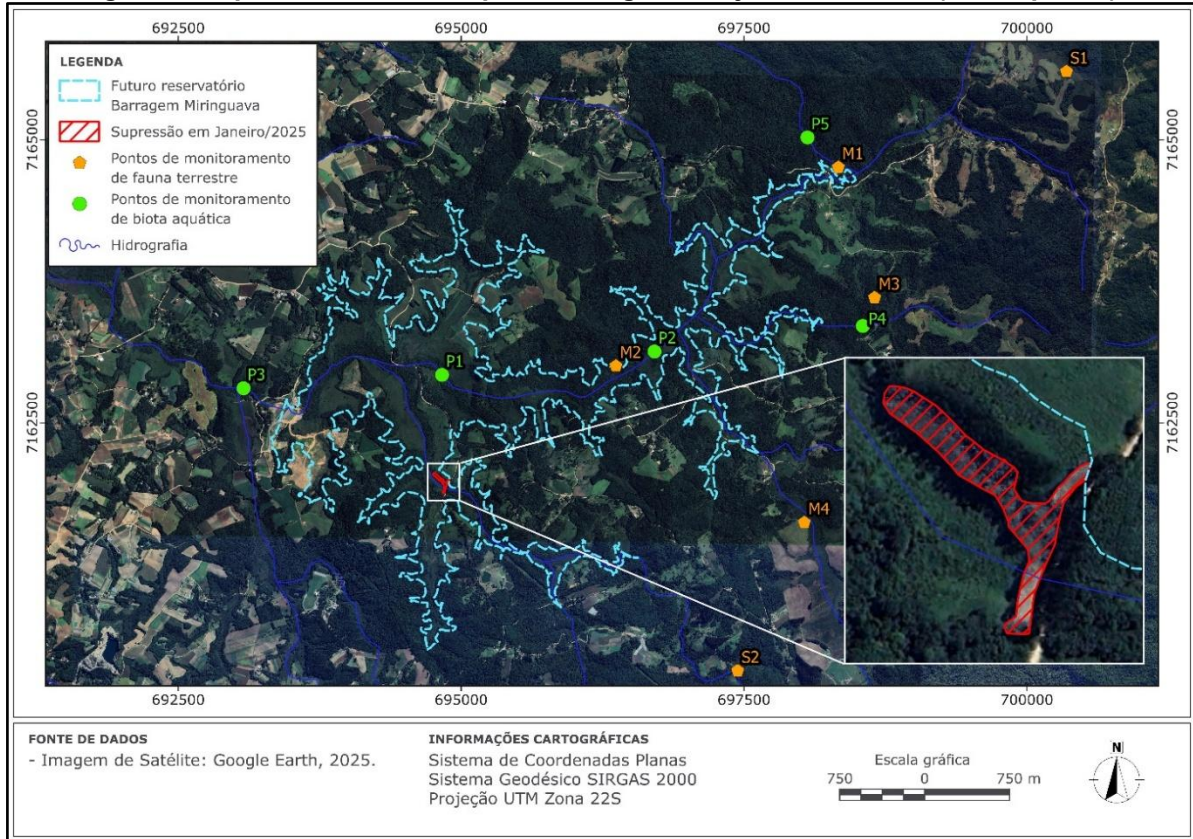 692500 695000 697500 700000
LEGENDA
Futuro reservatório
Barragem Miringuava
Supressão em Janeiro/2025
Pontos de monitoramento
de fauna terrestre
Pontos de monitoramento
de biota aquática
Hidrografia
S1
P5
M1
M3
P4
P2
M2
P1
P3
M4
S2
7165000
7162500
7165000
7162500
692500 695000 697500 700000
FONTE DE DADOS
- Imagem de Satélite: Google Earth, 2025.
INFORMAÇÕES CARTOGRÁFICAS
Sistema de Coordenadas Planas
Sistema Geodésico SIRGAS 2000
Projeção UTM Zona 22S
Escala gráfica
750 0 750 m
N